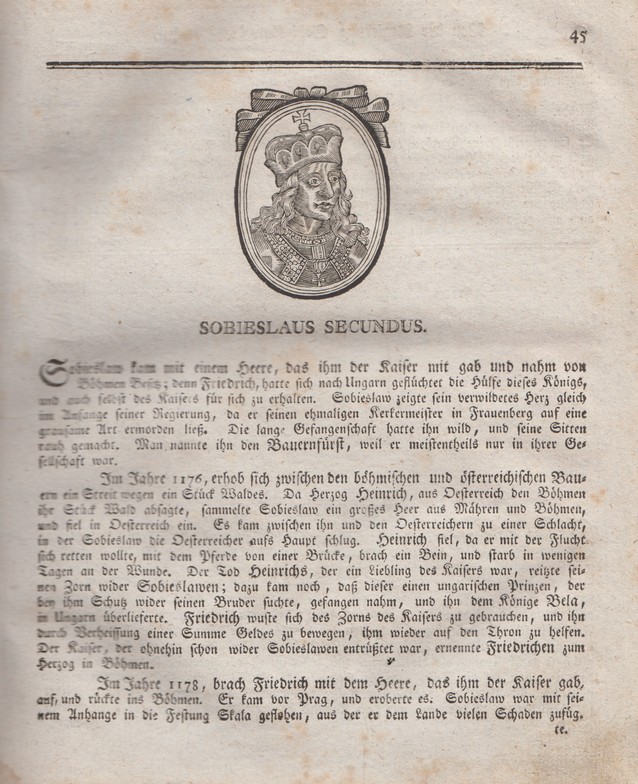 45
SOBIESLAUS SECUNDUS.
Sobieslaw kam mit einem Heere, das ihm der Kaiser mit gab und nahm von
Böhmen Besitz; denn Friedrich, hatte sich nach Ungarn geflüchtet die Hülfe dieses Königs,
und auch selbst des Kaisers für sich zu erhalten. Sobieslaw zeigte sein verwildetes Herz gleich
im Anfange seiner Regierung, da er seinen ehmaligen Kerkermeister in Frauenberg auf eine
grausame Art ermorden ließ. Die lange Gefangenschaft hatte ihn wild, und seine Sitten
rauh gemacht. Man nannte ihn den Bauernfürst, weil er meistentheils nur in ihrer Ge-
sellschaft war.
Im Jahre 1176, erhob sich zwischen den böhmischen und österreichischen Bau-
ern ein Streit wegen ein Stück Waldes. Da Herzog Heinrich, aus Oesterreich den Böhmen
ihr Stück Wald absagte, sammelte Sobieslaw ein großes Heer aus Mähren und Böhmen,
und fiel in Oesterreich ein. Es kam zwischen ihn und den Oesterreichern zu einer Schlacht,
in der Sobieslaw die Oesterreicher aufs Haupt schlug. Heinrich fiel, da er mit der Flucht
sich retten wollte, mit dem Pferde von einer Brücke, brach ein Bein, und starb in wenigen
Tagen an der Wunde. Der Tod Heinrichs, der ein Liebling des Kaisers war, reitzte sei-
nen Zorn wider Sobieslawen; dazu kam noch, daß dieser einen ungarischen Prinzen, der
bey ihm Schutz wider seinen Bruder suchte, gefangen nahm, und ihn dem Könige Bela,
in Ungarn überlieferte. Friedrich wuste sich des Zorns des Kaisers zu gebrauchen, und ihn
durch Verheissung einer Summe Geldes zu bewegen, ihm wieder auf den Thron zu helfen.
Der Kaiser, der ohnehin schon wider Sobieslawen entrüßtet war, ernennte Friedrichen zum
Herzog in Böhmen.
Im Jahre 1178, brach Friedrich mit dem Heere, das ihm der Kaiser gab,
auf, und rückte ins Böhmen. Er kam vor Prag, und eroberte es. Sobieslaw war mit sei-
nem Anhange in die Festung Skala geflohen, aus der er dem Lande vielen Schaden zufüg-
te.